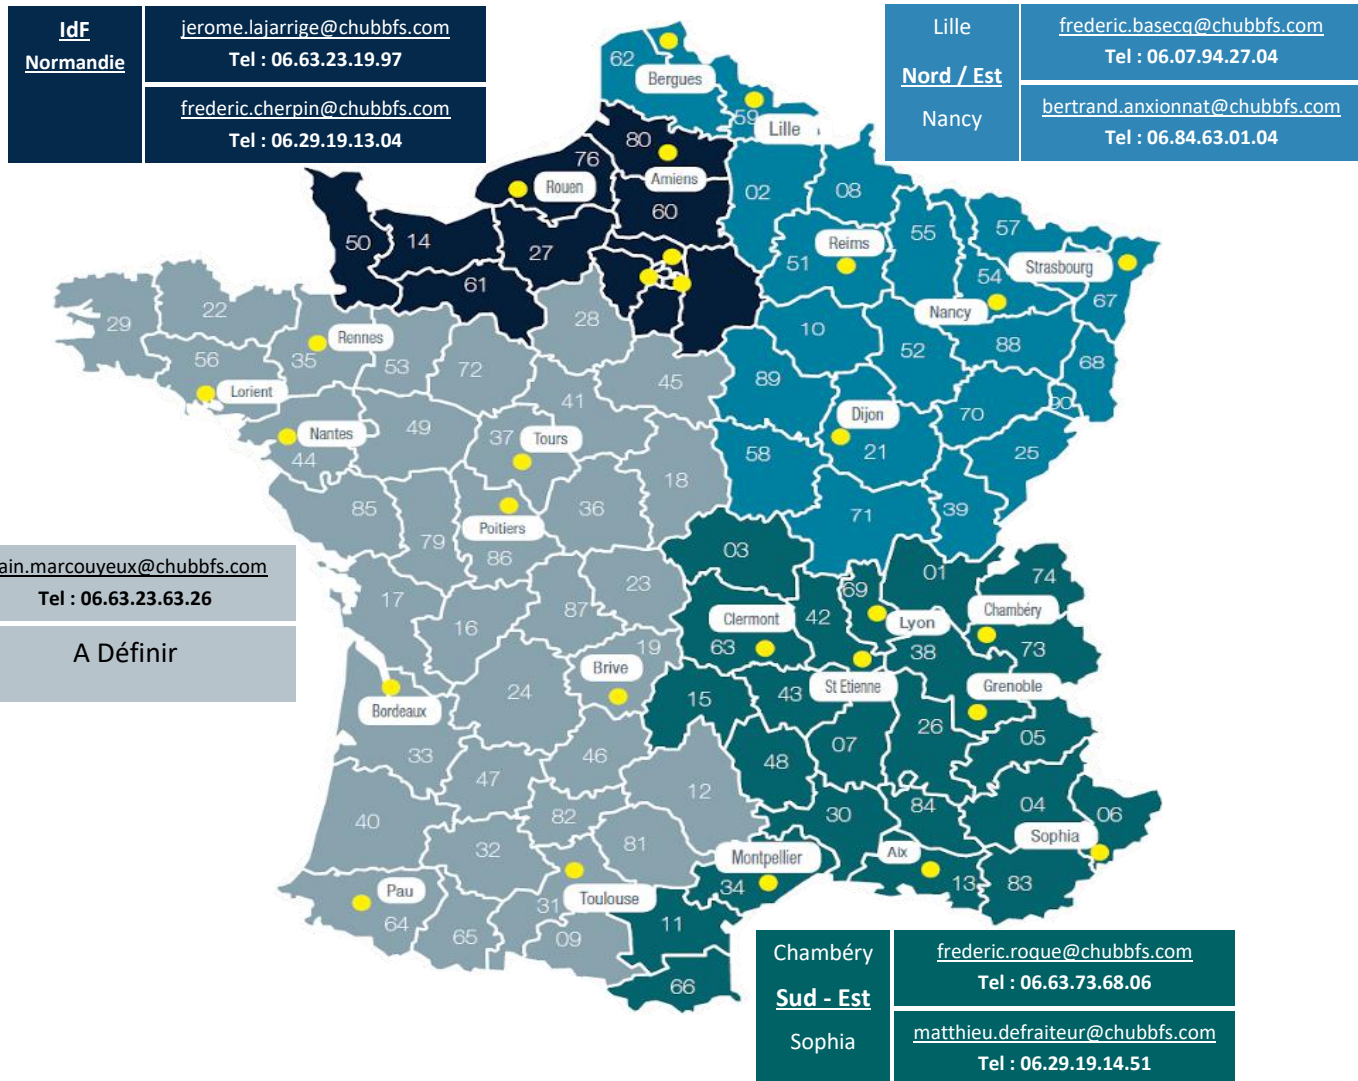 IdF
Normandie
jerome.lajarrige@chubbfs.com
Tel : 06.63.23.19.97
frederic.cherpin@chubbfs.com
Tel : 06.29.19.13.04
Lille
Nord / Est
Nancy
frederic.basecq@chubbfs.com
Tel : 06.07.94.27.04
bertrand.anxionnat@chubbfs.com
Tel : 06.84.63.01.04
62
Bergues
59
Lille
80
76
Amiens
Rouen
02
08
60
50
14
27
55
57
Reims
51
Strasbourg
54
61
67
Nancy
29
22
28
10
Rennes
35
53
56
72
52
88
68
45
89
Lorient
41
70
90
Dijon
Nantes
49
37
Tours
44
21
25
58
18
85
36
71
39
Poitiers
79
86
03
ain.marcouyeux@chubbfs.com
Tel : 06.63.23.63.26
A Définir
01
74
23
69
17
87
Chambéry
16
Clermont
42
Lyon
63
19
38
73
Brive
24
St Etienne
Grenoble
15
43
Bordeaux
26
07
05
33
46
48
47
12
04
40
82
30
84
06
Sophia
32
81
Montpellier
Aix
34
13
83
Pau
Toulouse
31
64
11
65
09
66
Chambéry
Sud - Est
Sophia
frederic.roque@chubbfs.com
Tel : 06.63.73.68.06
matthieu.defraiteur@chubbfs.com
Tel : 06.29.19.14.51